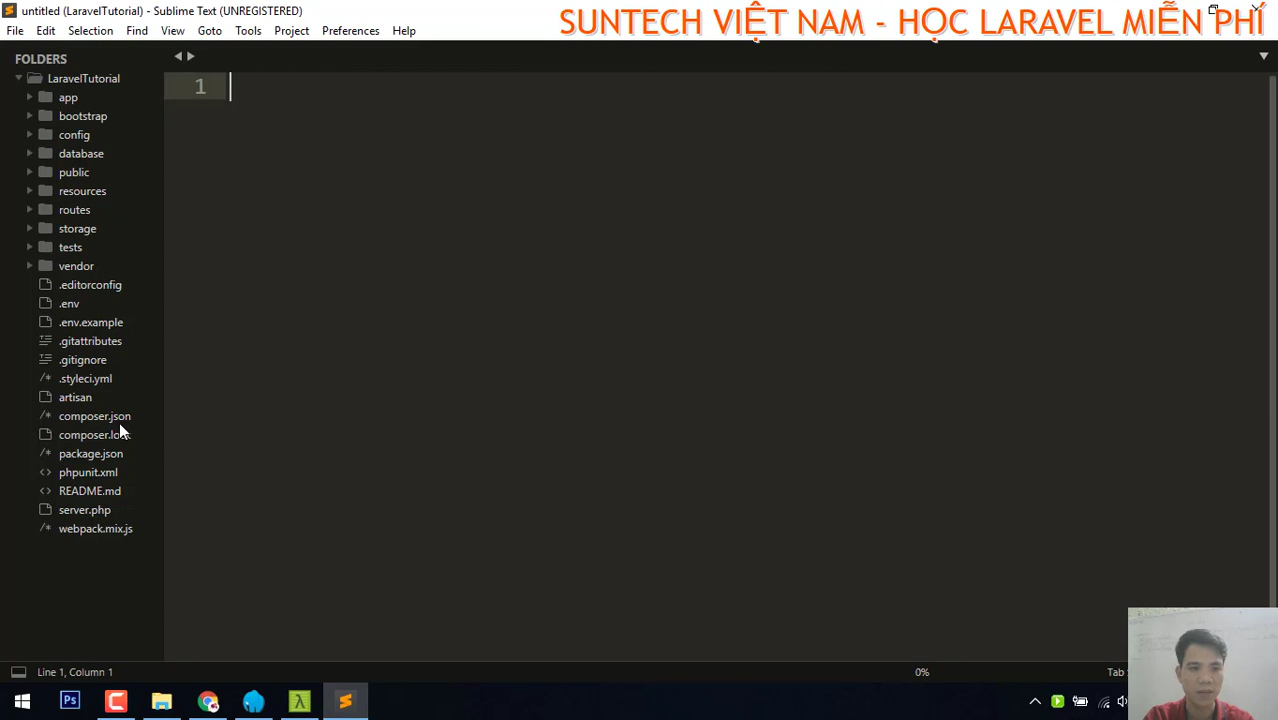 untitled (LaravelTutorial) - Sublime Text (UNREGISTERED)
SUNTECH VIỆT NAM - HỌC LARAVEL MIỄN PHÍ
File Edit Selection Find View Goto Tools Project Preferences Help
FOLDERS
LaravelTutorial
1
app
bootstrap
config
database
public
resources
routes
storage
tests
vendor
.editorconfig
.env
.env.example
.gitattributes
.gitignore
.styleci.yml
artisan
composer.json
package.json
phpunit.xml
README.md
server.php
webpack.mix.js
Line 1, Column 1
0%
Tab
Ps